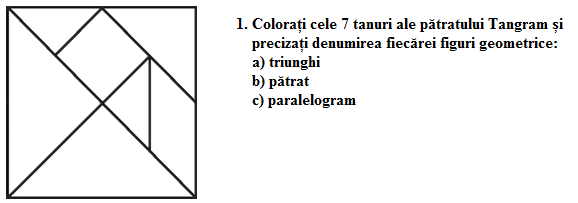 1. Colorați cele 7 tanuri ale pătratului Tangram și
precizați denumirea fiecărei figuri geometrice:
a) triunghi
b) pătrat
c) paralelogram